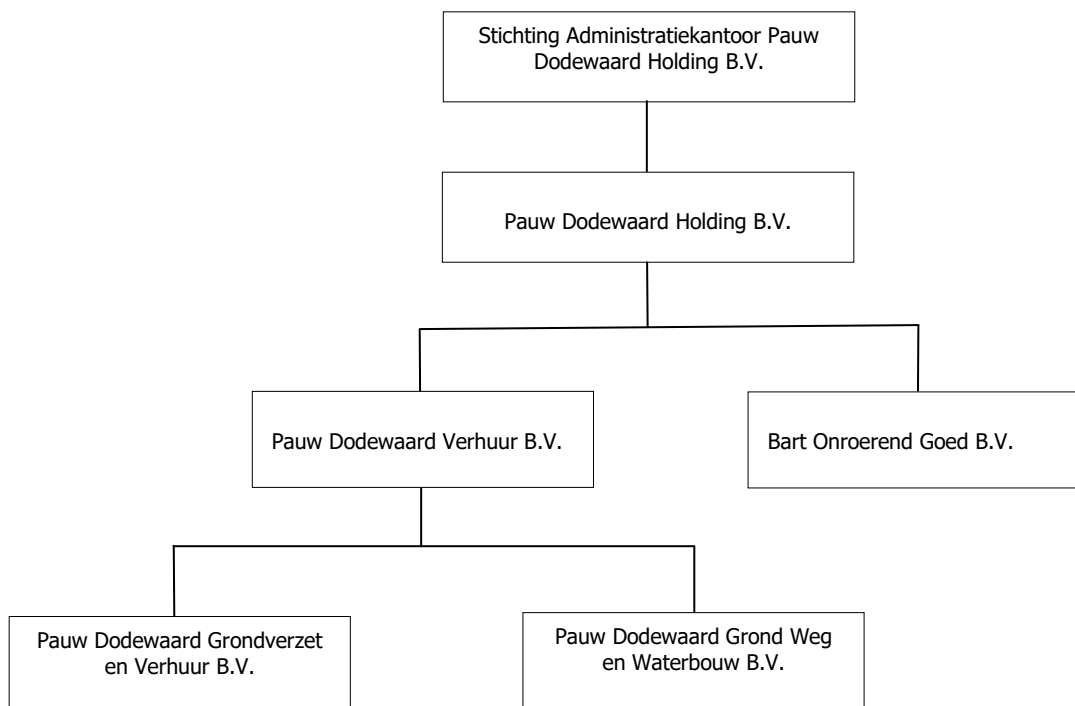 Stichting Administratiekantoor Pauw
Dodewaard Holding B.V.
Pauw Dodewaard Holding B.V.
Pauw Dodewaard Verhuur B.V.
Bart Onroerend Goed B.V.
Pauw Dodewaard Grondverzet
en Verhuur B.V.
Pauw Dodewaard Grond Weg
en Waterbouw B.V.